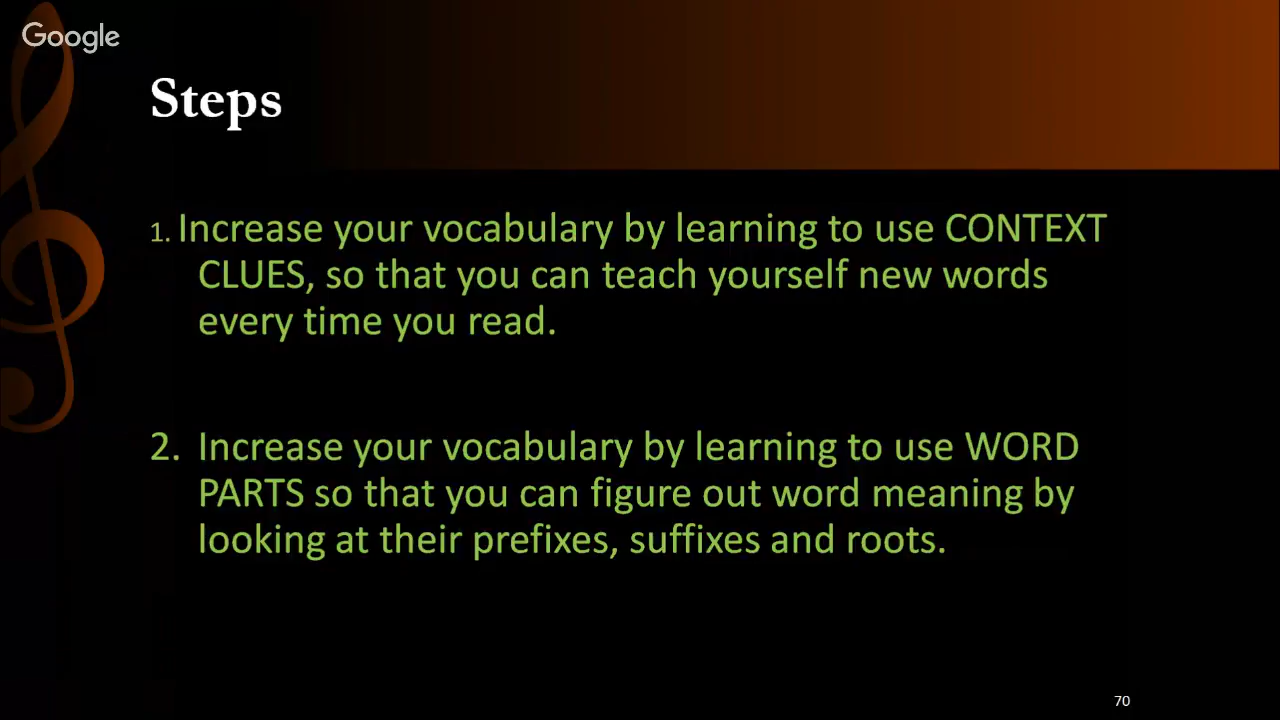 Google
Steps
1. Increase your vocabulary by learning to use CONTEXT
CLUES, so that you can teach yourself new words
every time you read.
2. Increase your vocabulary by learning to use WORD
PARTS so that you can figure out word meaning by
looking at their prefixes, suffixes and roots.
70